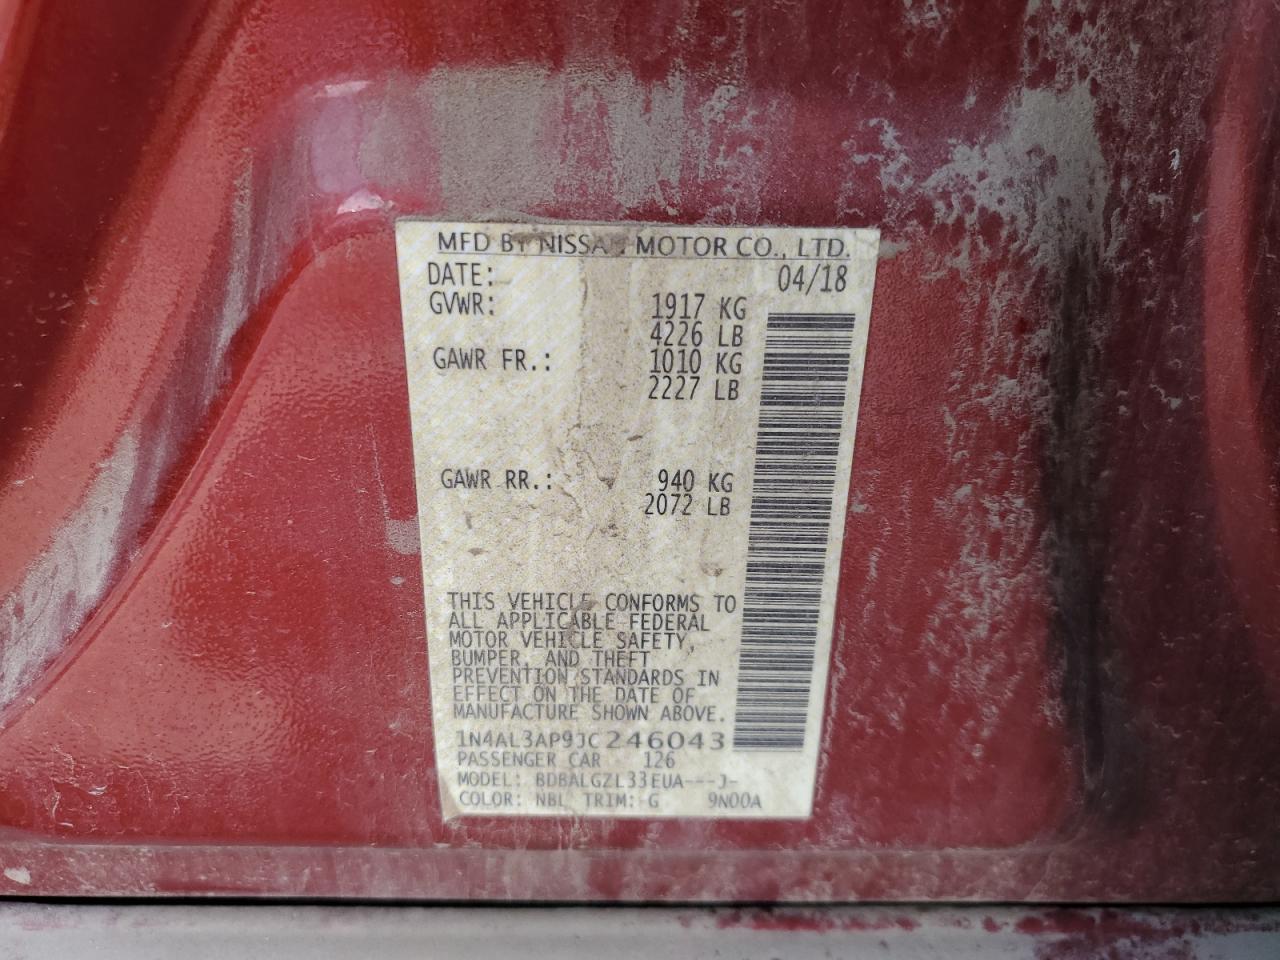 MFD BY NISSAN MOTOR CO., LTD.
DATE: 04/18
GVWR: 1917 KG
4226 LB
GAWR FR.: 1010 KG
2227 LB
GAWR RR.: 940 KG
2072 LB
THIS VEHICLE CONFORMS TO
ALL APPLICABLE FEDERAL
MOTOR VEHICLE SAFETY,
BUMPER, AND THEFT
PREVENTION STANDARDS IN
EFFECT ON THE DATE OF
MANUFACTURE SHOWN ABOVE.
1N4AL3AP9JC246043
PASSENGER CAR 126
MODEL: BDBALGZL33EUA---J-
COLOR: NBL TRIM: G 9N00A